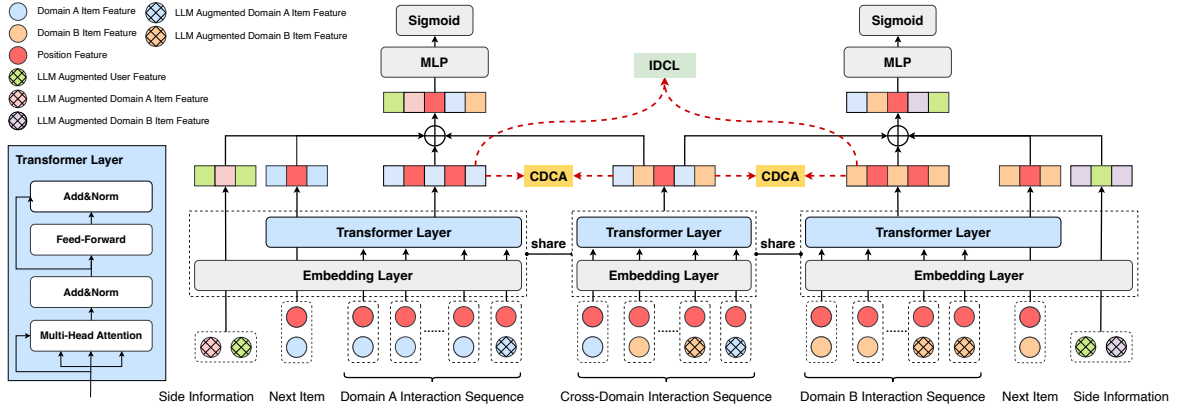 Domain A Item Feature
LLM Augmented Domain A Item Feature
Domain B Item Feature
LLM Augmented Domain B Item Feature
Position Feature
LLM Augmented User Feature
LLM Augmented Domain A Item Feature
LLM Augmented Domain B Item Feature
Transformer Layer
Add&Norm
Feed-Forward
Add&Norm
Multi-Head Attention
Sigmoid
MLP
IDCL
Sigmoid
MLP
CDCA
CDCA
Transformer Layer
share
Transformer Layer
share
Transformer Layer
Embedding Layer
Embedding Layer
Embedding Layer
Side Information
Next Item
Domain A Interaction Sequence
Cross-Domain Interaction Sequence
Domain B Interaction Sequence
Next Item
Side Information